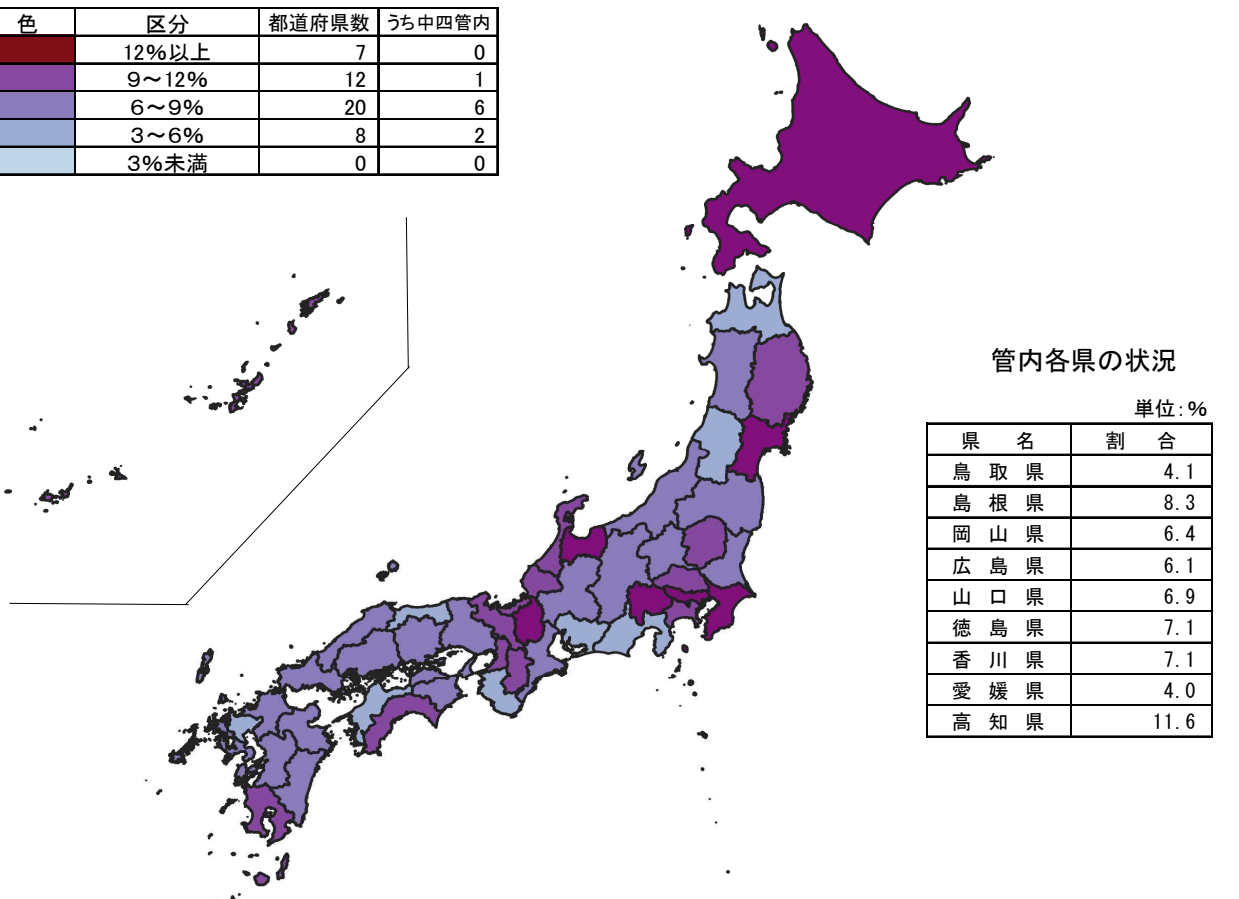 色 区分 都道府県数 うち中四管内
12%以上 7 0
9～12% 12 1
6～9% 20 6
3～6% 8 2
3%未満 0 0
管内各県の状況
単位:%
県名 割合
鳥取県 4.1
島根県 8.3
岡山県 6.4
広島県 6.1
山口県 6.9
徳島県 7.1
香川県 7.1
愛媛県 4.0
高知県 11.6